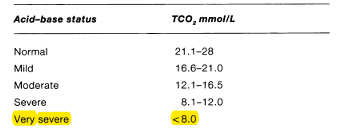 Acid-base status TCO2 mmol/L
Normal 21.1-28
Mild 16.6-21.0
Moderate 12.1-16.5
Severe 8.1-12.0
Very severe <8.0